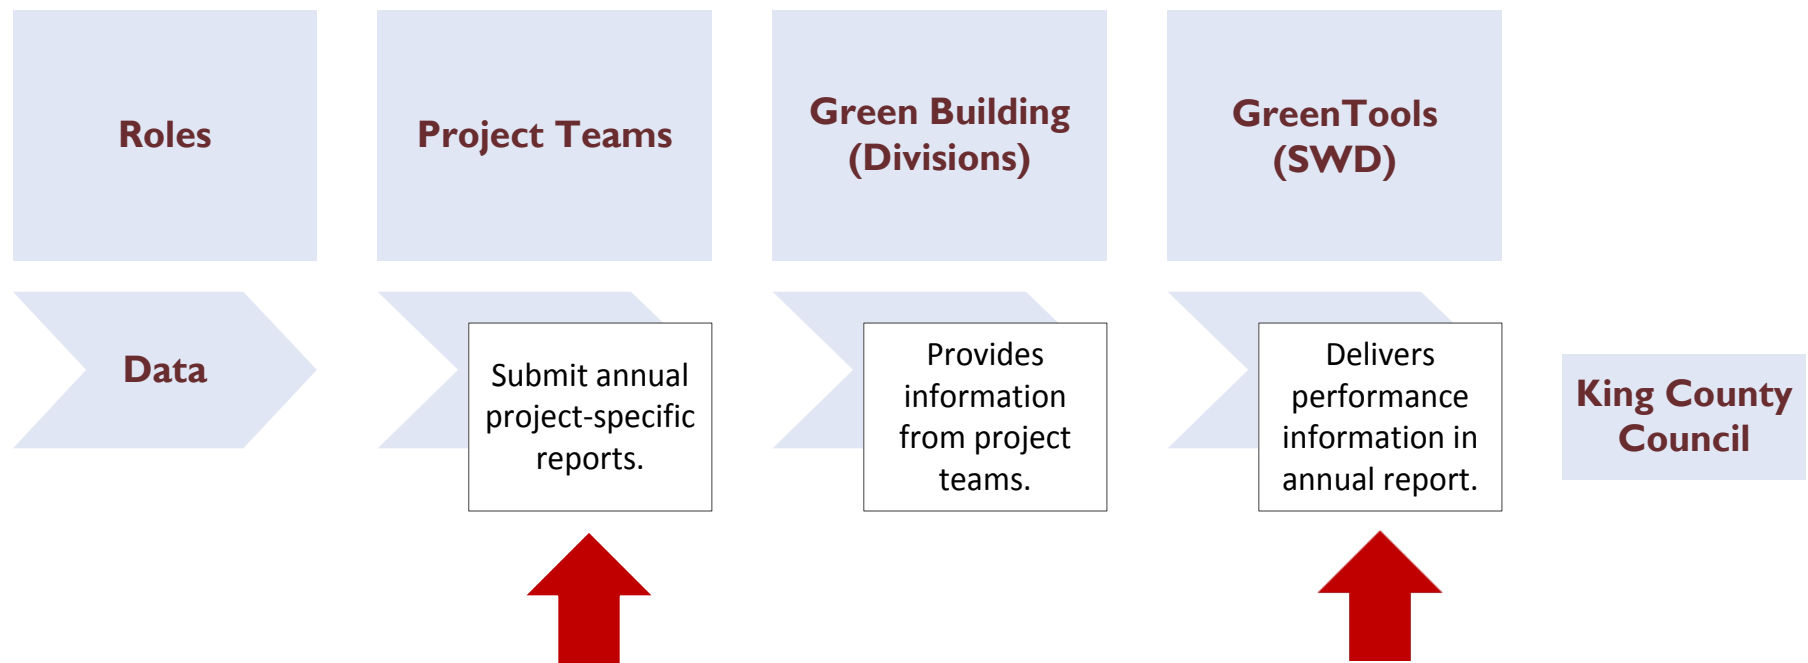 Roles
Project Teams
Green Building
(Divisions)
GreenTools
(SWD)
Data
Submit annual
project-specific
reports.
Provides
information
from project
teams.
Delivers
performance
information in
annual report.
King County
Council